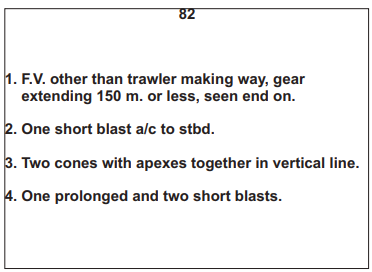 82
1. F.V. other than trawler making way, gear
extending 150 m. or less, seen end on.
2. One short blast a/c to stbd.
3. Two cones with apexes together in vertical line.
4. One prolonged and two short blasts.